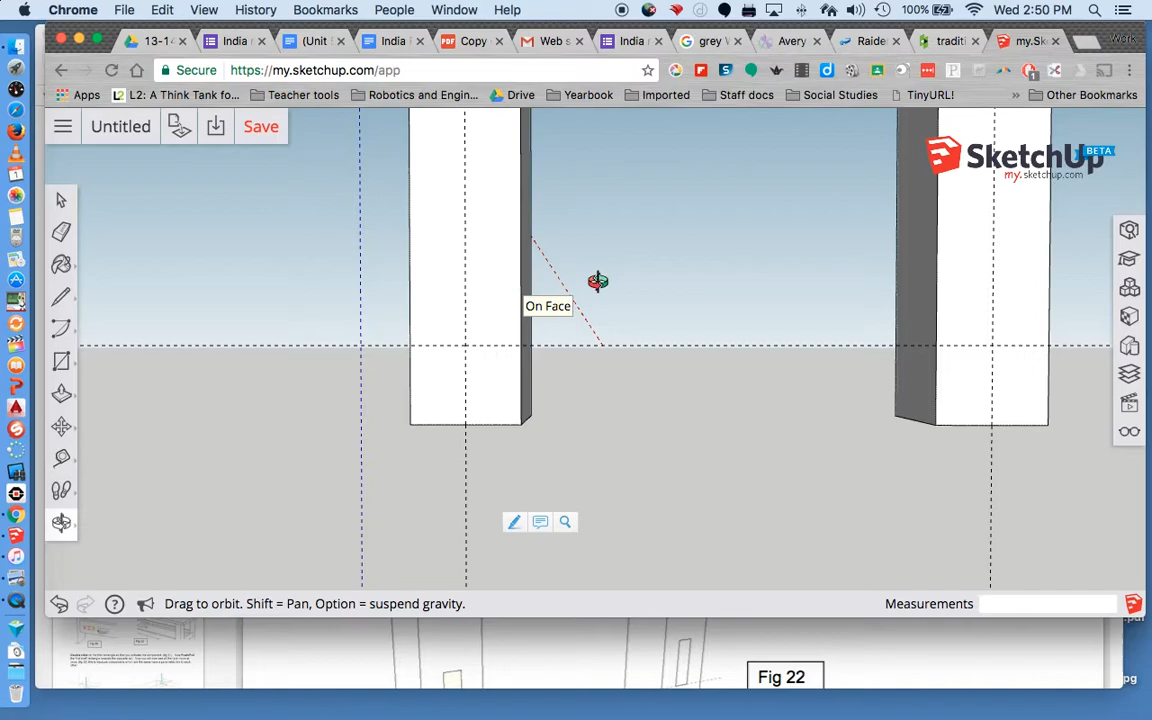 Chrome File Edit View History Bookmarks People Window Help 100% Wed 2:50 PM
13-14 India r (Unit 5 India I Copy Web s India r grey V Avery Raide traditi my.Sk Work
Secure https://my.sketchup.com/app
Apps L2: A Think Tank fo... Teacher tools Robotics and Engin... Drive Yearbook Imported Staff docs Social Studies TinyURL! » Other Bookmarks
Untitled Save
SketchUp BETA
my.sketchup.com
On Face
Drag to orbit. Shift = Pan, Option = suspend gravity. Measurements
Fig 22